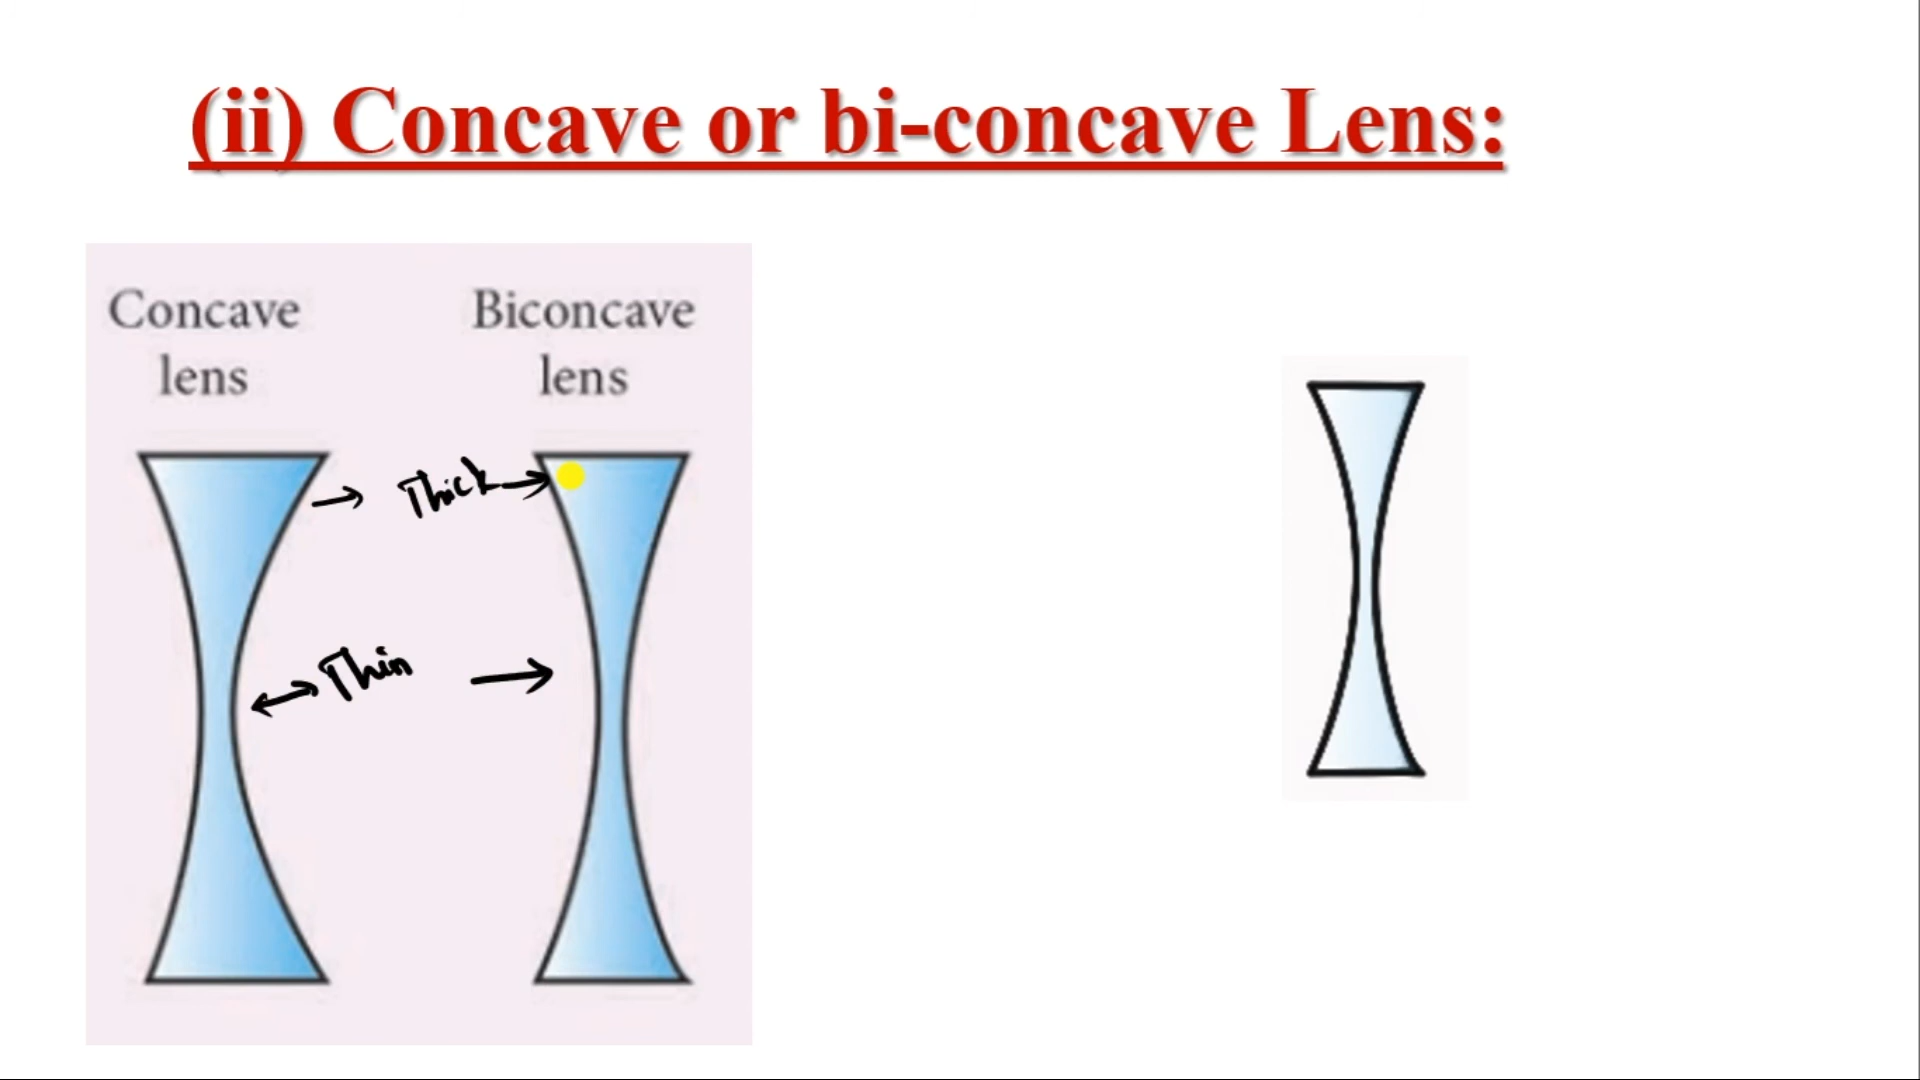 (ii) Concave or bi-concave Lens:
Concave
lens
Biconcave
lens
Thick
Thin